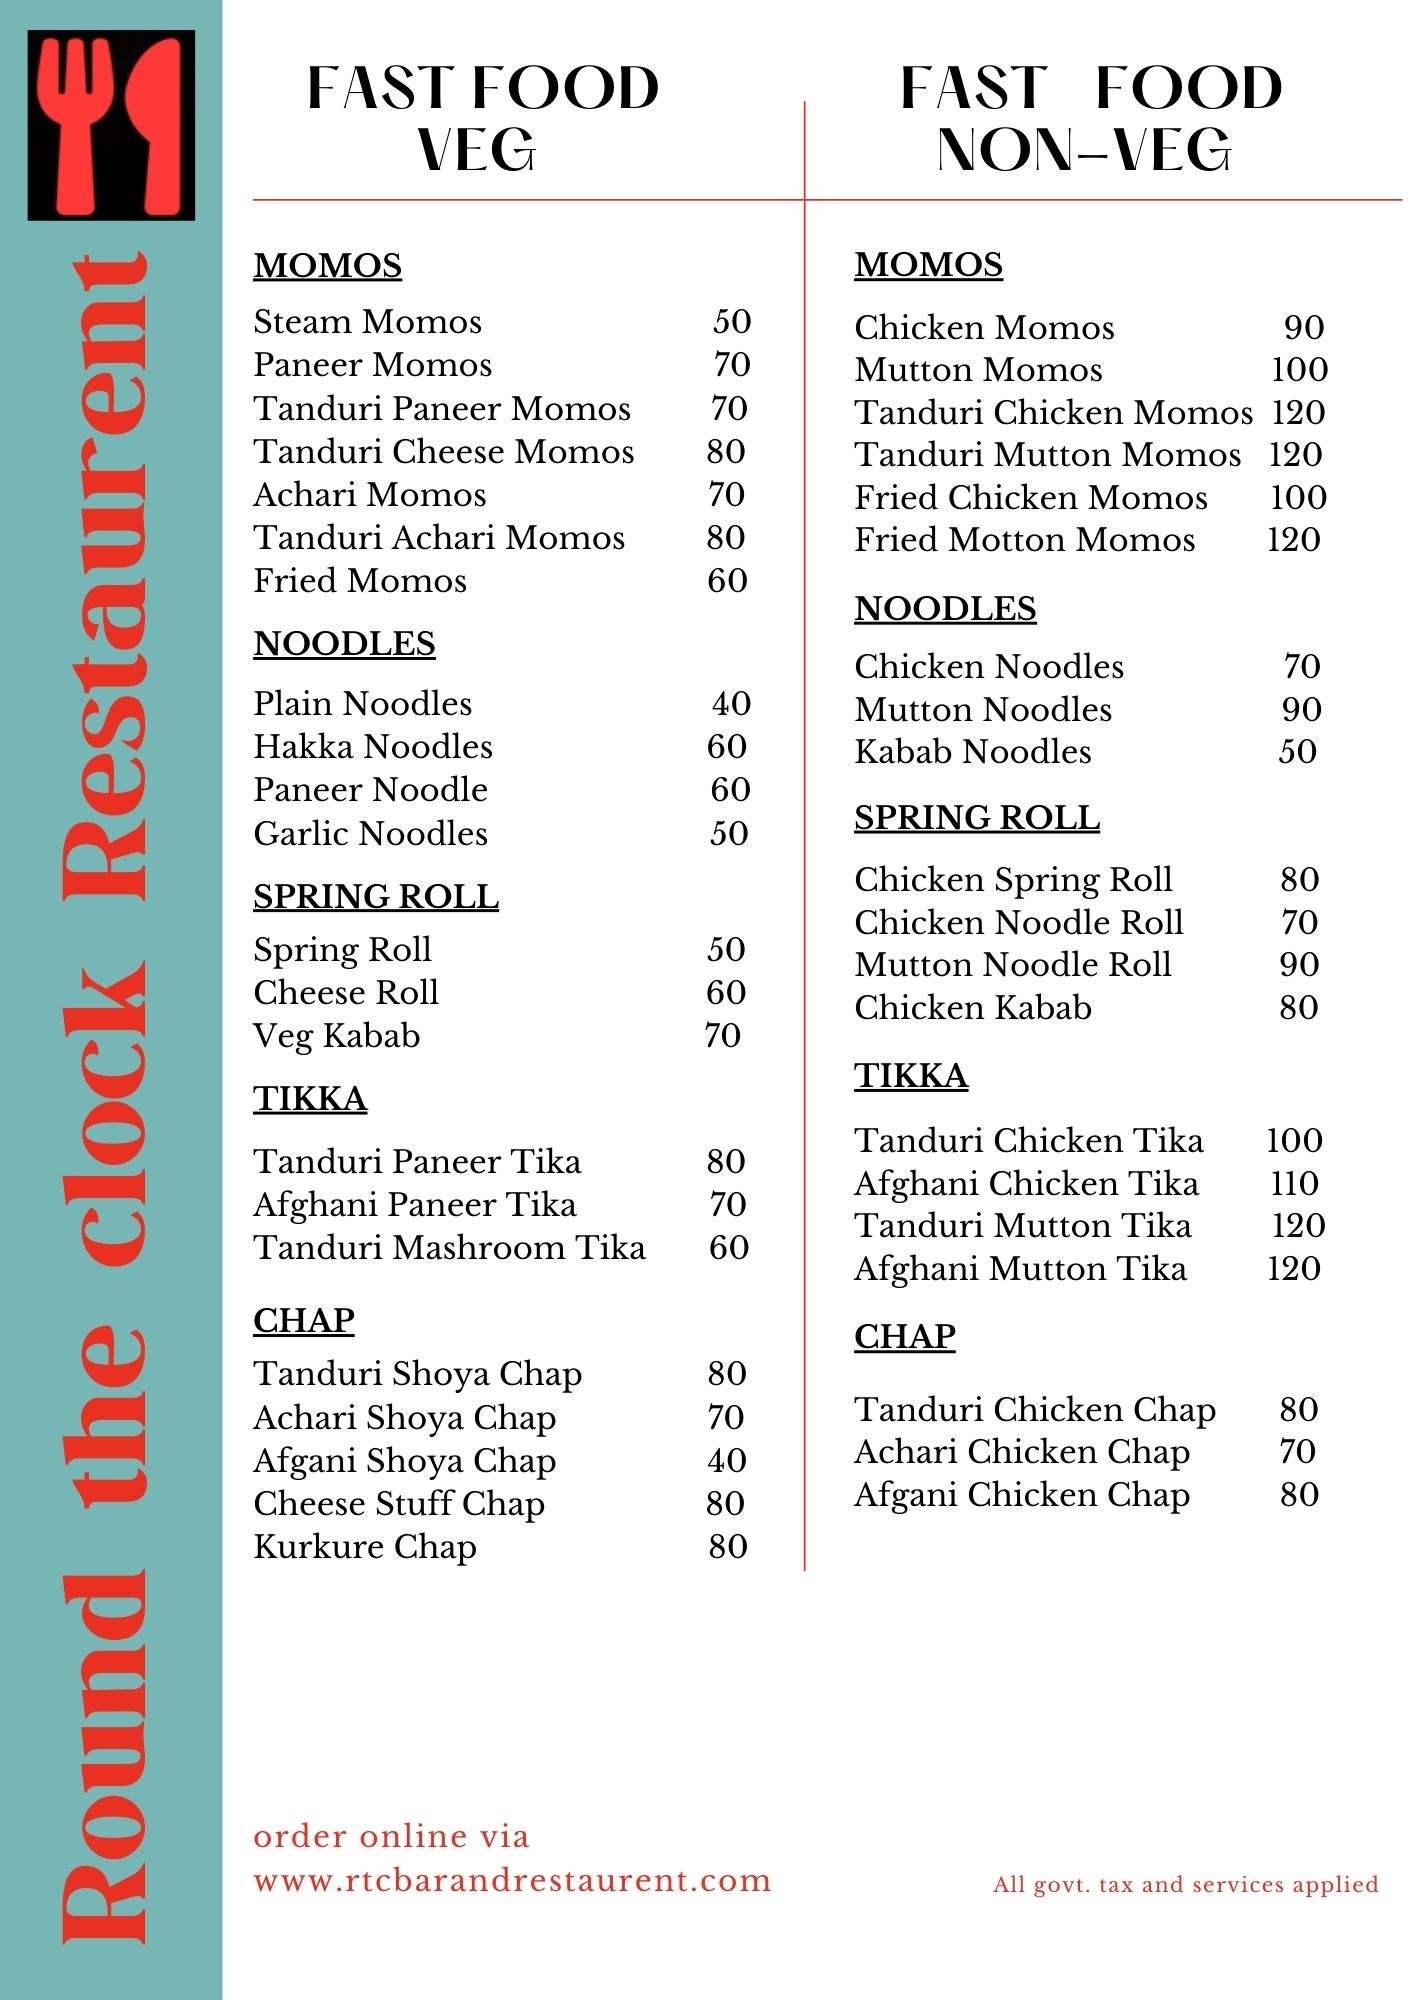 Round the clock Restaurent
FAST FOOD
VEG
MOMOS
Steam Momos 50
Paneer Momos 70
Tanduri Paneer Momos 70
Tanduri Cheese Momos 80
Achari Momos 70
Tanduri Achari Momos 80
Fried Momos 60
NOODLES
Plain Noodles 40
Hakka Noodles 60
Paneer Noodle 60
Garlic Noodles 50
SPRING ROLL
Spring Roll 50
Cheese Roll 60
Veg Kabab 70
TIKKA
Tanduri Paneer Tika 80
Afghani Paneer Tika 70
Tanduri Mashroom Tika 60
CHAP
Tanduri Shoya Chap 80
Achari Shoya Chap 70
Afgani Shoya Chap 40
Cheese Stuff Chap 80
Kurkure Chap 80
FAST FOOD
NON-VEG
MOMOS
Chicken Momos 90
Mutton Momos 100
Tanduri Chicken Momos 120
Tanduri Mutton Momos 120
Fried Chicken Momos 100
Fried Motton Momos 120
NOODLES
Chicken Noodles 70
Mutton Noodles 90
Kabab Noodles 50
SPRING ROLL
Chicken Spring Roll 80
Chicken Noodle Roll 70
Mutton Noodle Roll 90
Chicken Kabab 80
TIKKA
Tanduri Chicken Tika 100
Afghani Chicken Tika 110
Tanduri Mutton Tika 120
Afghani Mutton Tika 120
CHAP
Tanduri Chicken Chap 80
Achari Chicken Chap 70
Afgani Chicken Chap 80
order online via
www.rtcbarandrestaurent.com
All govt. tax and services applied